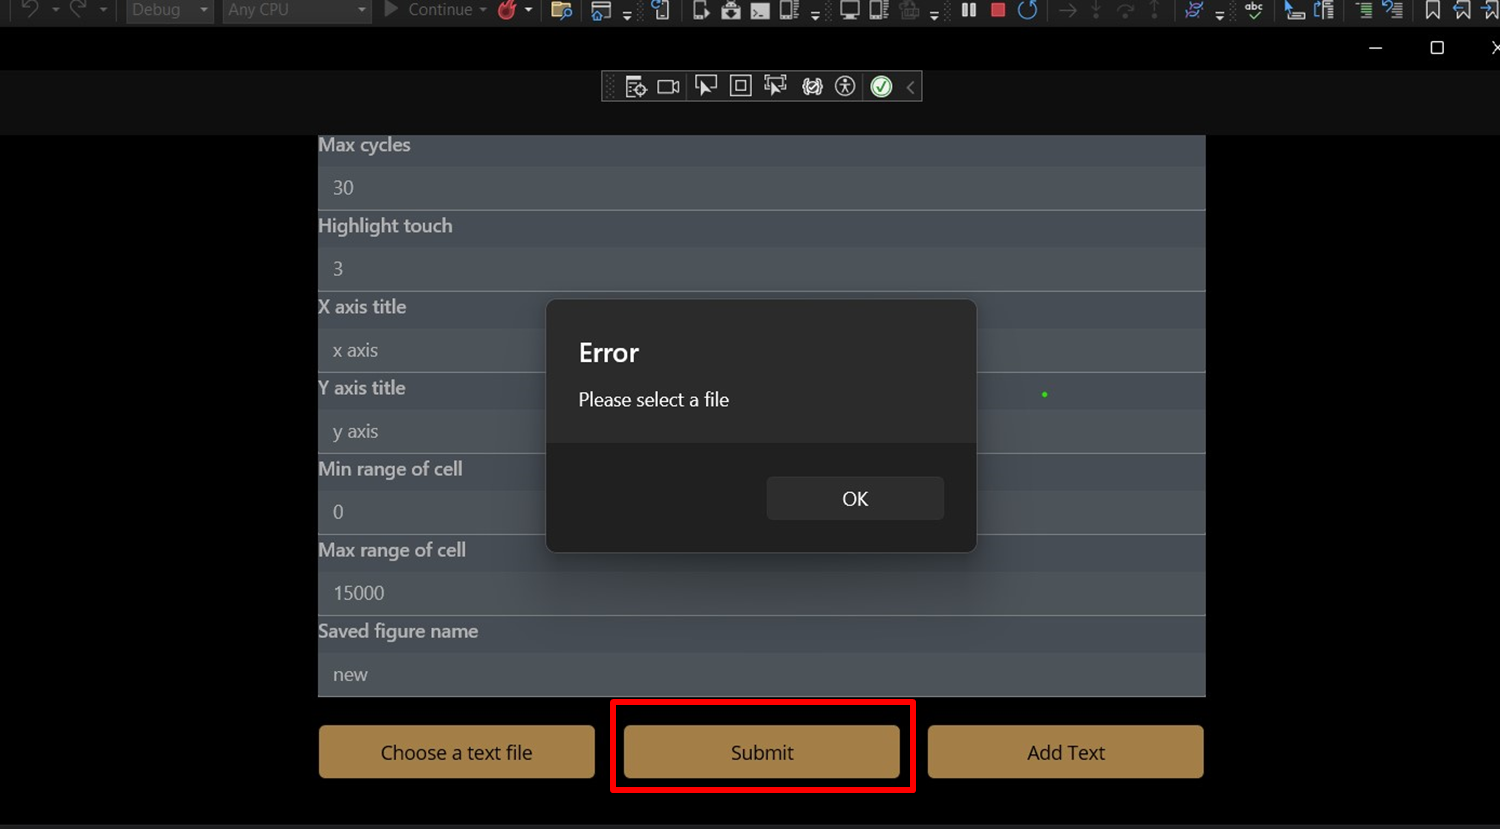 Debug Any CPU Continue
abc
Max cycles
30
Highlight touch
3
X axis title
x axis
Y axis title
y axis
Min range of cell
0
Max range of cell
15000
Saved figure name
new
Error
Please select a file
OK
Choose a text file Submit Add Text